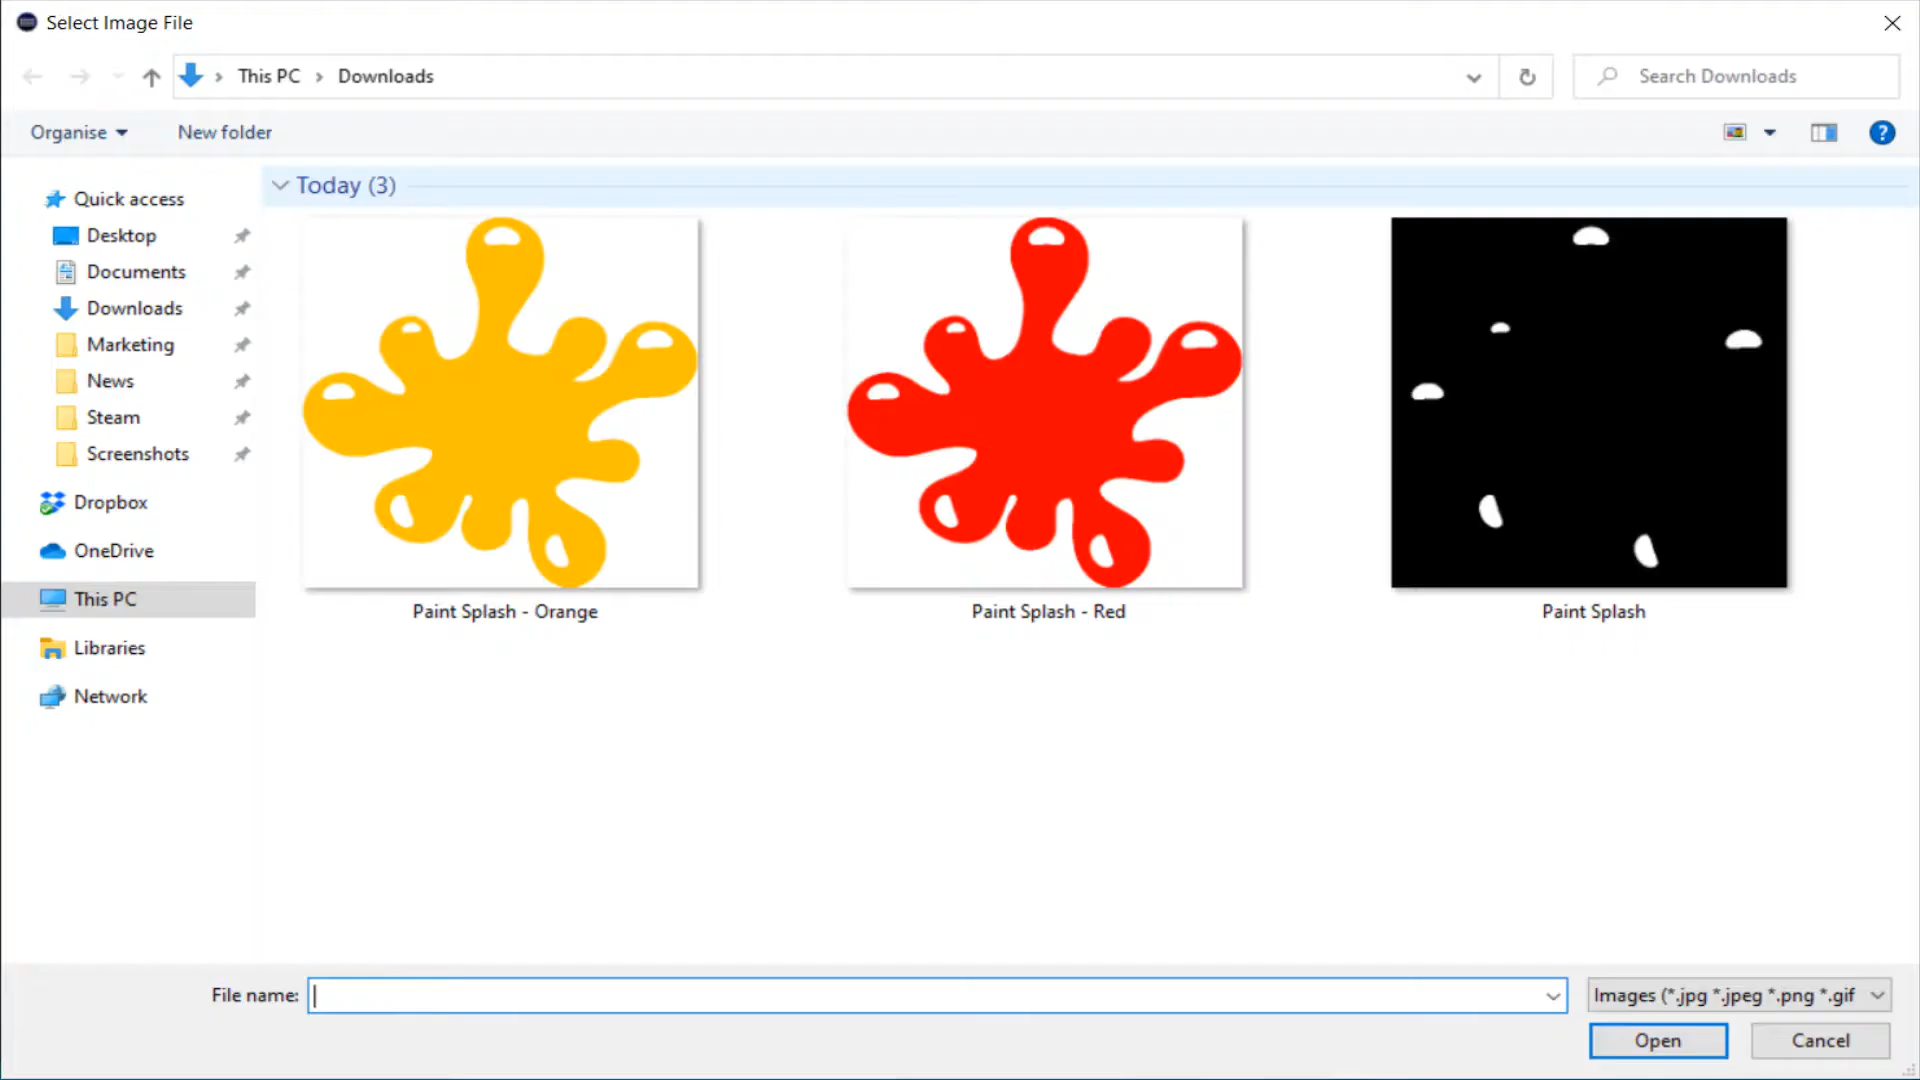 Select Image File
This PC
Downloads
Search Downloads
Organise
New folder
?
Quick access
Desktop
Documents
Downloads
Marketing
News
Steam
Screenshots
Dropbox
OneDrive
This PC
Libraries
Network
Today (3)
Paint Splash - Orange
Paint Splash - Red
Paint Splash
File name:
Images (*.jpg *.jpeg *.png *.gif
Open
Cancel